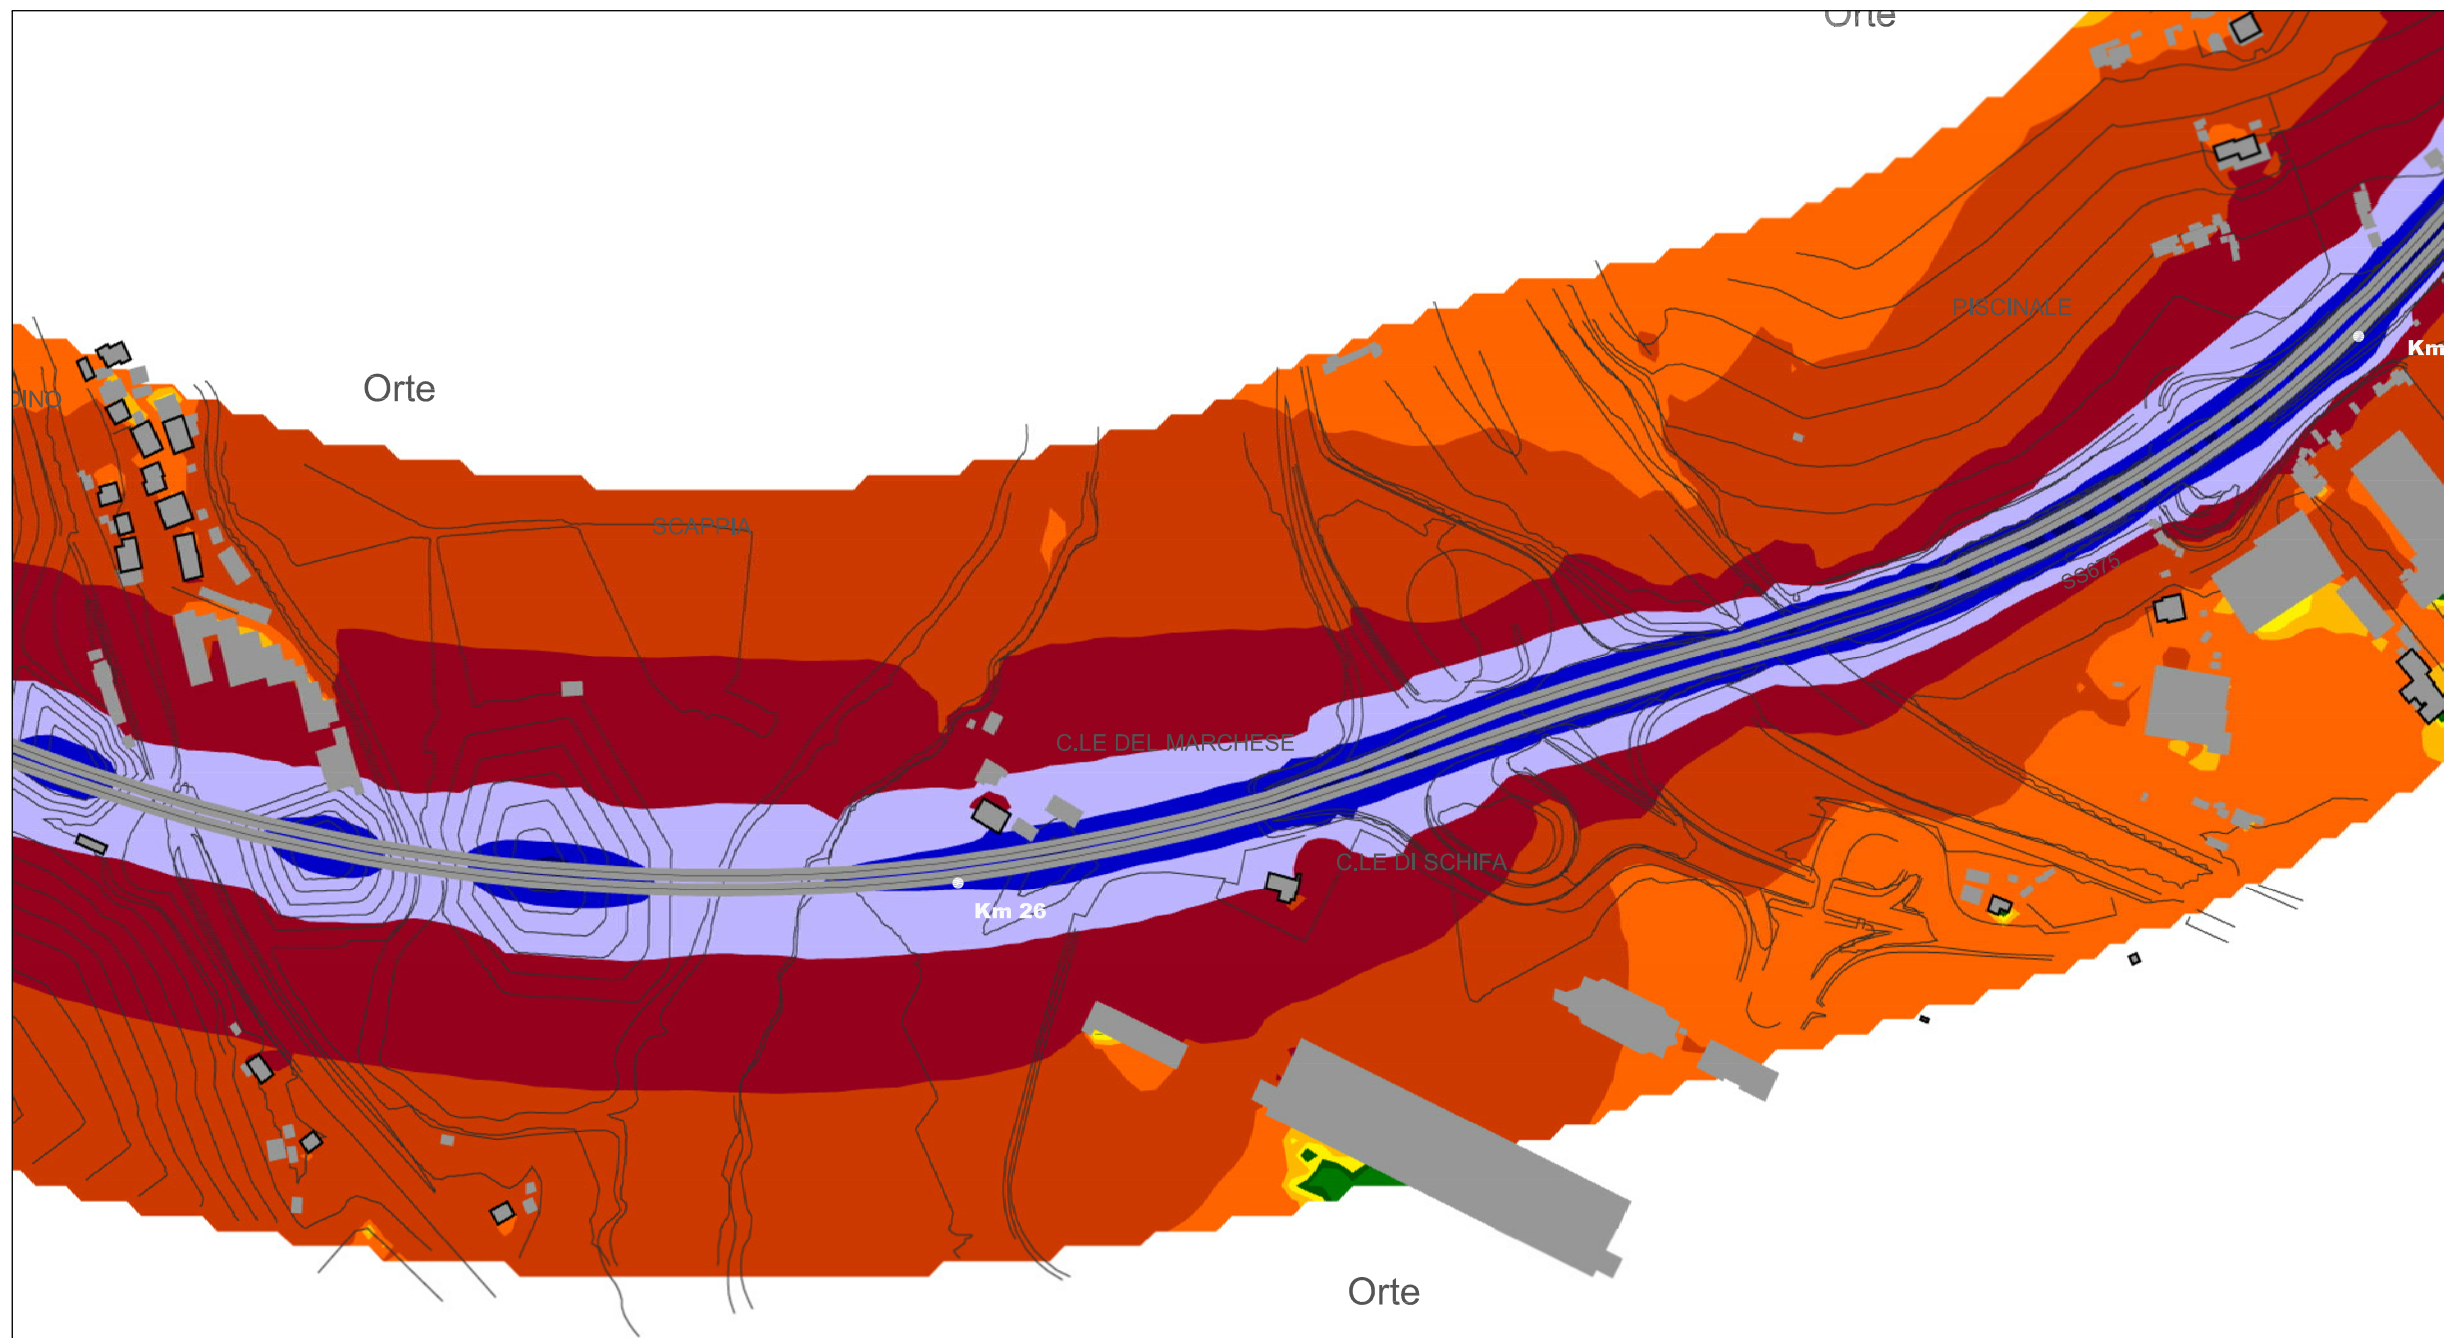 Orte
PISCINALE
Km
Orte
DINO
SCAPPIA
SS675
C.LE DEL MARCHESE
C.LE DI SCHIFA
Km 26
Orte